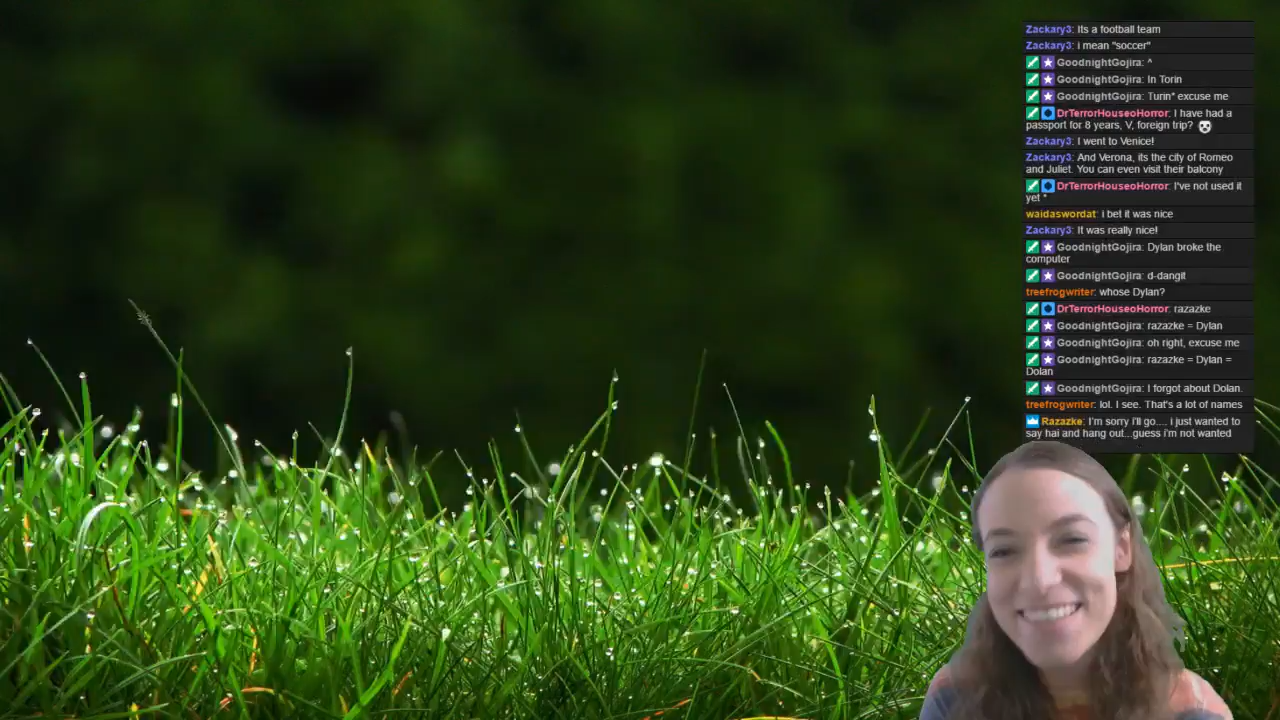 Zackary3: Its a football team
Zackary3: i mean "soccer"
GoodnightGojira: ^
GoodnightGojira: In Torin
GoodnightGojira: Turin* excuse me
DrTerrorHouseoHorror: I have had a
passport for 8 years, V, foreign trip?
Zackary3: I went to Venice!
Zackary3: And Verona, its the city of Romeo
and Juliet. You can even visit their balcony
DrTerrorHouseoHorror: I've not used it
yet *
waidaswordat: i bet it was nice
Zackary3: It was really nice!
GoodnightGojira: Dylan broke the
computer
GoodnightGojira: d-dangit
treefrogwriter: whose Dylan?
DrTerrorHouseoHorror: razazke
GoodnightGojira: razazke = Dylan
GoodnightGojira: oh right, excuse me
GoodnightGojira: razazke = Dylan =
Dolan
GoodnightGojira: I forgot about Dolan.
treefrogwriter: lol. I see. That's a lot of names
Razazke: I'm sorry I'll go.... i just wanted to
say hai and hang out...guess i'm not wanted